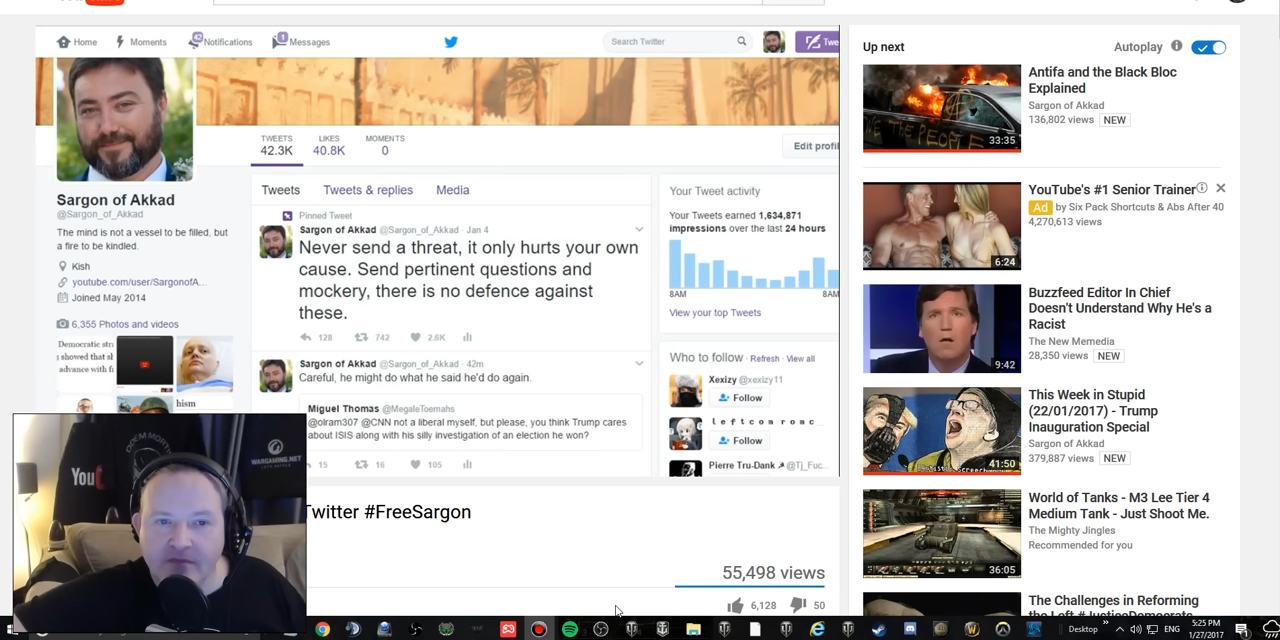 Home
Moments
42
Notifications
1
Messages
Search Twitter
TWEETS
LIKES
MOMENTS
42.3K
40.8K
0
Edit profil
Sargon of Akkad
@Sargon_of_Akkad
The mind is not a vessel to be filled, but
a fire to be kindled.
Kish
youtube.com/user/SargonofA...
Joined May 2014
6,355 Photos and videos
Tweets
Tweets & replies
Media
Pinned Tweet
Sargon of Akkad @Sargon_of_Akkad · Jan 4
Never send a threat, it only hurts your own
cause. Send pertinent questions and
mockery, there is no defence against
these.
128
742
2.6K
Sargon of Akkad @Sargon_of_Akkad · 42m
Careful, he might do what he said he'd do again.
Miguel Thomas @MegaleToemahs
@olram307 @CNN not a liberal myself, but please, you think Trump cares
about ISIS along with his silly investigation of an election he won?
15
16
105
Your Tweet activity
Your Tweets earned 1,634,871
impressions over the last 24 hours
8AM
8AM
View your top Tweets
Who to follow · Refresh · View all
Xexizy @xexizy11
Follow
Follow
Pierre Tru-Dank @Tj_Fuc...
Twitter #FreeSargon
55,498 views
6,128
50
Up next
Autoplay
Antifa and the Black Bloc
Explained
Sargon of Akkad
136,802 views NEW
WE THE PEOPLE
33:35
YouTube's #1 Senior Trainer
Ad by Six Pack Shortcuts & Abs After 40
4,270,613 views
6:24
Buzzfeed Editor In Chief
Doesn't Understand Why He's a
Racist
The New Memedia
28,350 views NEW
9:42
This Week in Stupid
(22/01/2017) - Trump
Inauguration Special
Sargon of Akkad
379,887 views NEW
41:50
World of Tanks - M3 Lee Tier 4
Medium Tank - Just Shoot Me.
The Mighty Jingles
Recommended for you
36:05
The Challenges in Reforming
the Left #JusticeDemocrats
WARGAMING.NET
Desktop
ENG
5:25 PM
1/27/2017